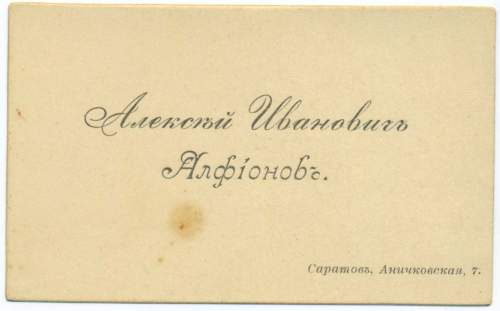 Алексѣй Ивановичъ
Алфіоновъ.
Саратовъ, Аничковская, 7.